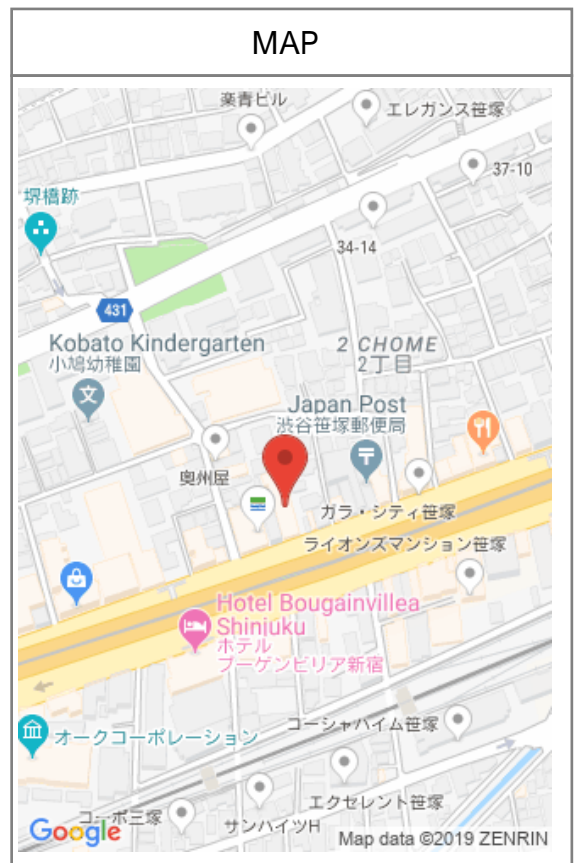 MAP
楽青ビル
エレガンス笹塚
37-10
堺橋跡
34-14
431
Kobato Kindergarten
小鳩幼稚園
文
2 CHOME
2丁目
Japan Post
渋谷笹塚郵便局
〒
奥州屋
ガラ・シティ笹塚
ライオンズマンション笹塚
Hotel Bougainvillea
Shinjuku
ホテル
ブーゲンビリア新宿
コーシャハイム笹塚
オークコーポレーション
エクセレント笹塚
コーポ三塚
サンハイツH
Google
Map data ©2019 ZENRIN